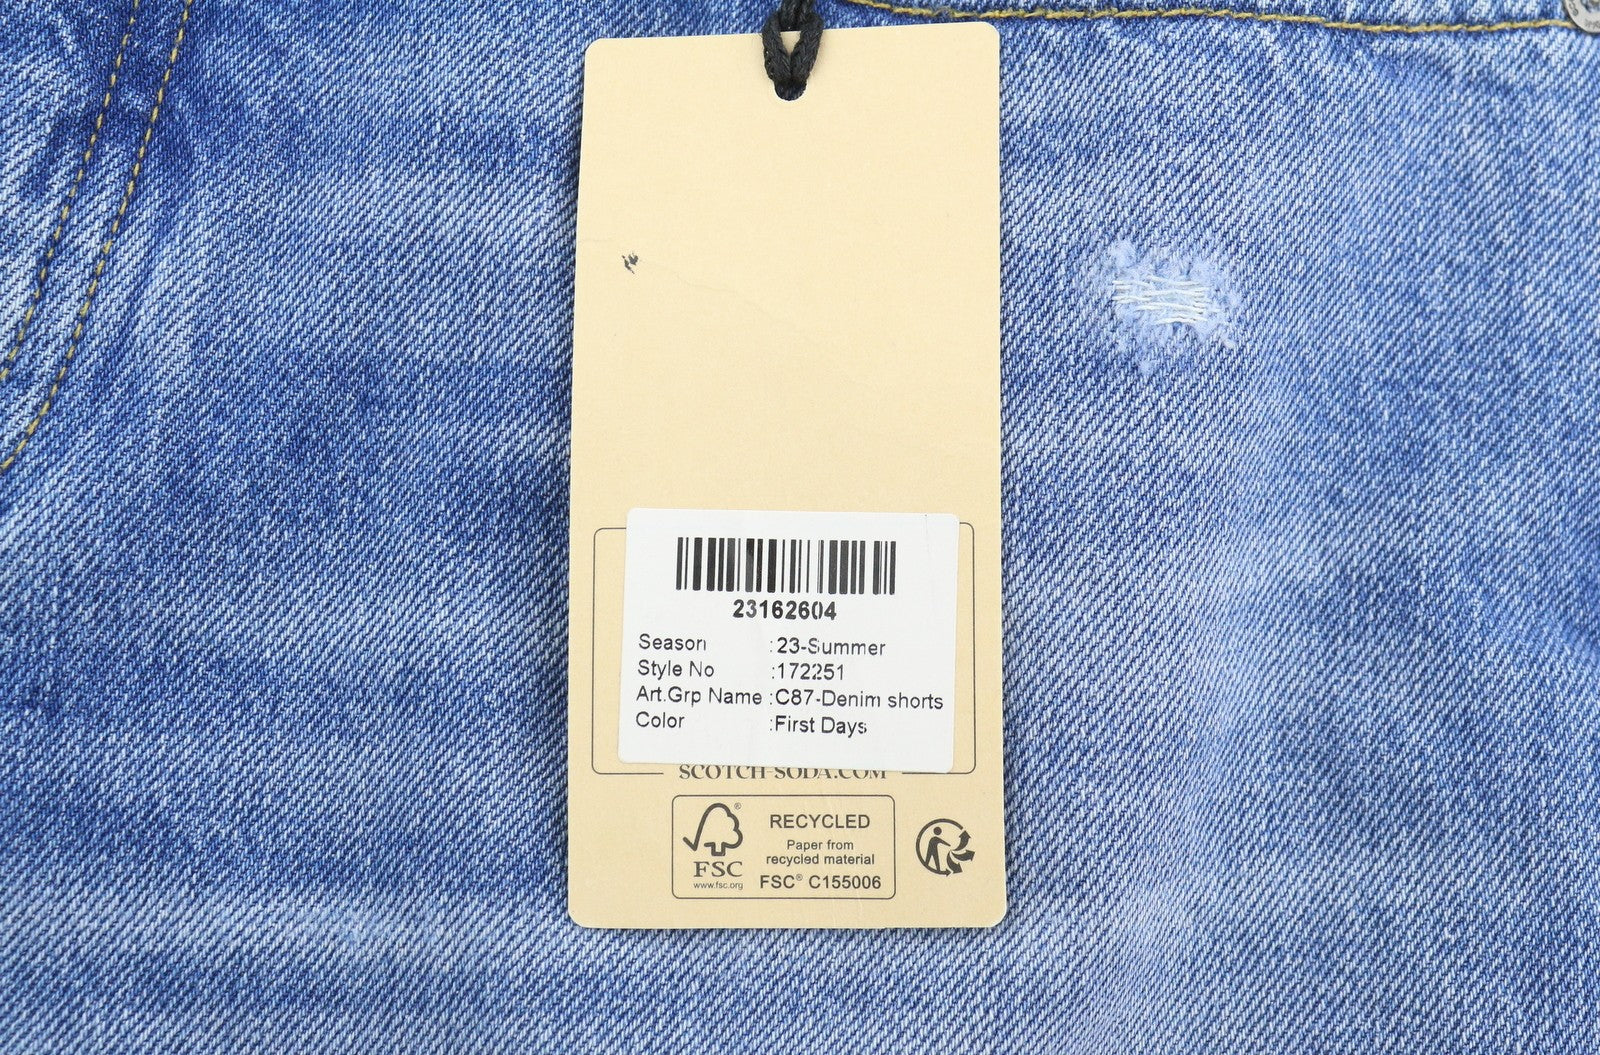 23162604
Season : 23-Summer
Style No :172251
Art.Grp Name :C87-Denim shorts
Color :First Days
SCOTCH-SODA.COM
FSC
www.fsc.org
RECYCLED
Paper from
recycled material
FSC® C155006